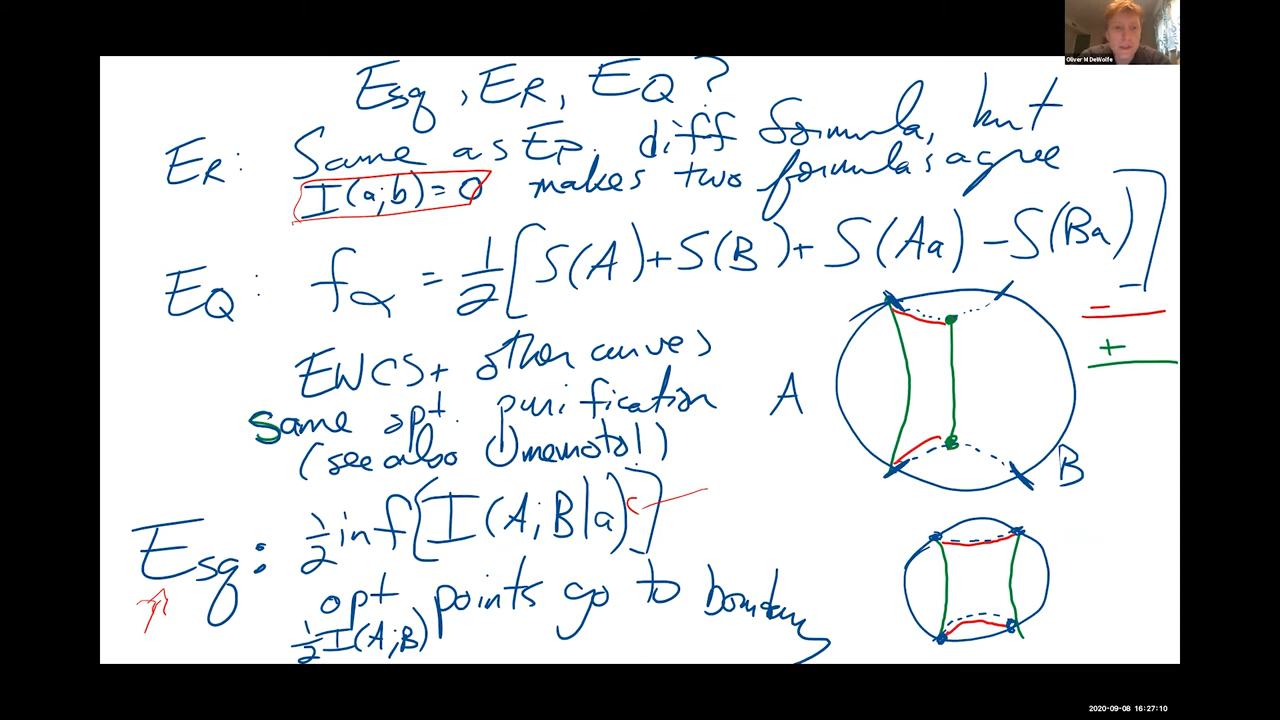 Oliver M DeWolfe
Esq, ER, EQ?
ER: Same as EP. diff formula, but
I(a;b)=0 makes two formulas agree
EQ: fα = 1/2 [S(A)+S(B)+S(Aa)-S(Ba)]
-
+
EWCS + other curves
same opt. purification
(see also Umemoto!)
A
B
Esq: 1/2 inf [I(A;B|a)]
opt points go to boundary
1/2 I(A;B)
2020-09-08 16:27:10